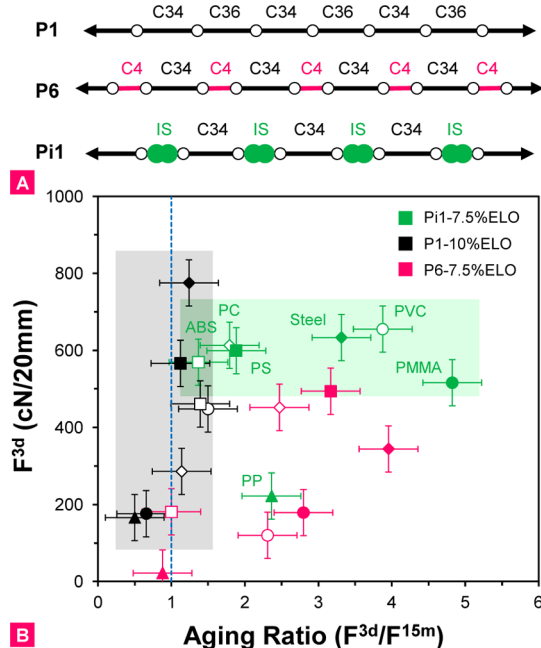 C34 C36 C34 C36 C34 C36
P1
C4 C34 C4 C34 C4 C34 C4 C34 C4
P6
IS C34 IS C34 IS C34 IS
Pi1
A
1000
800
600
400
200
0
F³ᵈ (cN/20mm)
Pi1-7.5%ELO
P1-10%ELO
P6-7.5%ELO
PC
ABS
PS
Steel
PVC
PMMA
PP
0 1 2 3 4 5 6
B
Aging Ratio (F³ᵈ/F¹⁵ᵐ)